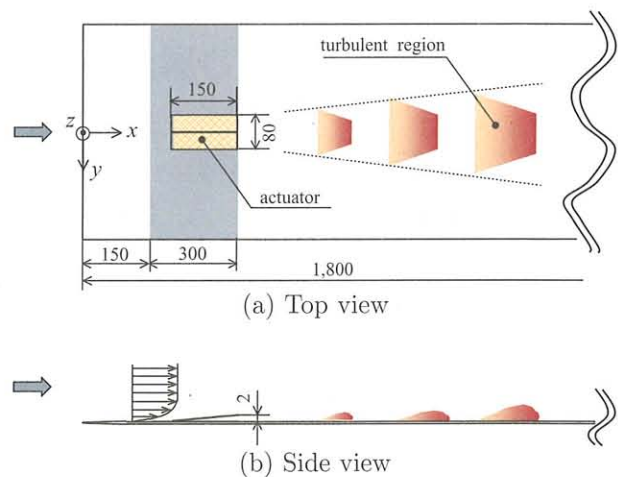 turbulent region
150
z
x
80
y
actuator
150
300
1,800
(a) Top view
2
(b) Side view